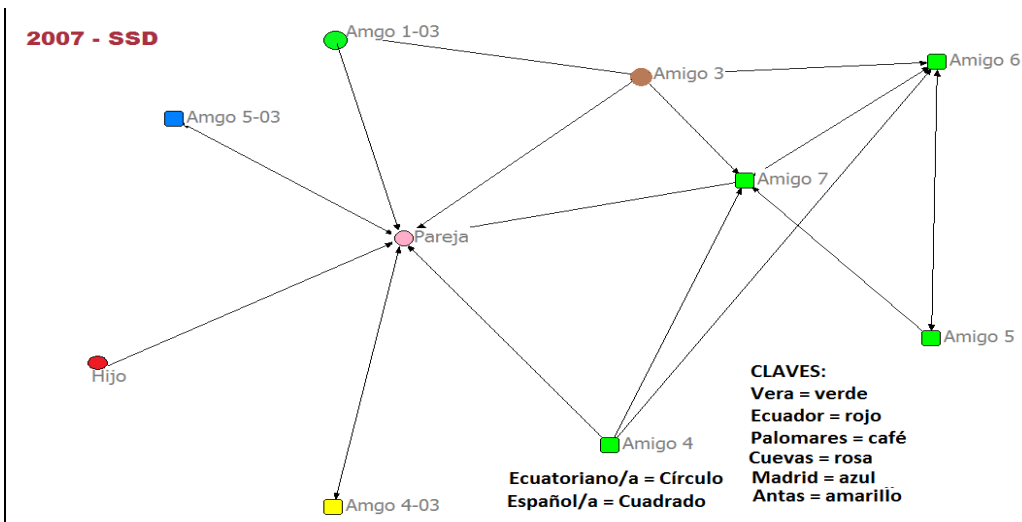 2007 - SSD
Amgo 1-03
Amigo 6
Amigo 3
Amgo 5-03
Amigo 7
Pareja
Amigo 5
Hijo
CLAVES:
Vera = verde
Ecuador = rojo
Palomares = café
Cuevas = rosa
Madrid = azul
Antas = amarillo
Amigo 4
Ecuatoriano/a = Círculo
Español/a = Cuadrado
Amgo 4-03